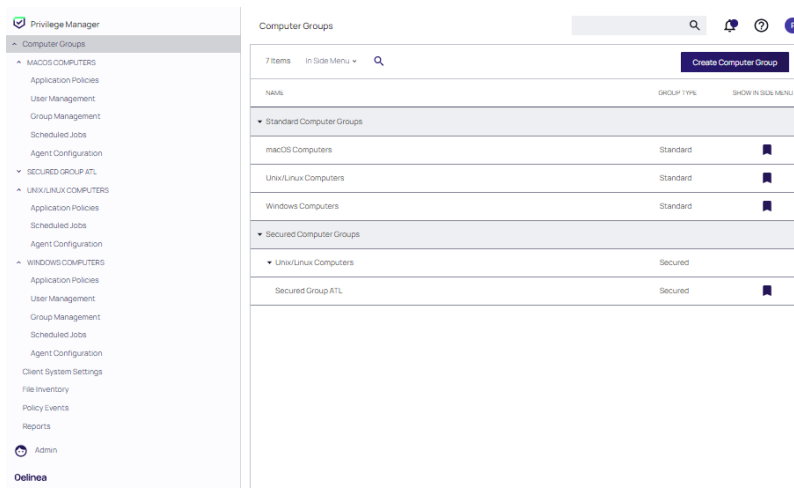 Privilege Manager
Computer Groups
MACOS COMPUTERS
Application Policies
User Management
Group Management
Scheduled Jobs
Agent Configuration
SECURED GROUP ATL
UNIX/LINUX COMPUTERS
Application Policies
Scheduled Jobs
Agent Configuration
WINDOWS COMPUTERS
Application Policies
User Management
Group Management
Scheduled Jobs
Agent Configuration
Client System Settings
File Inventory
Policy Events
Reports
Admin
Delinea
Computer Groups
7 Items In Side Menu
Create Computer Group
NAME GROUP TYPE SHOW IN SIDE MENU
Standard Computer Groups
macOS Computers Standard
Unix/Linux Computers Standard
Windows Computers Standard
Secured Computer Groups
Unix/Linux Computers Secured
Secured Group ATL Secured